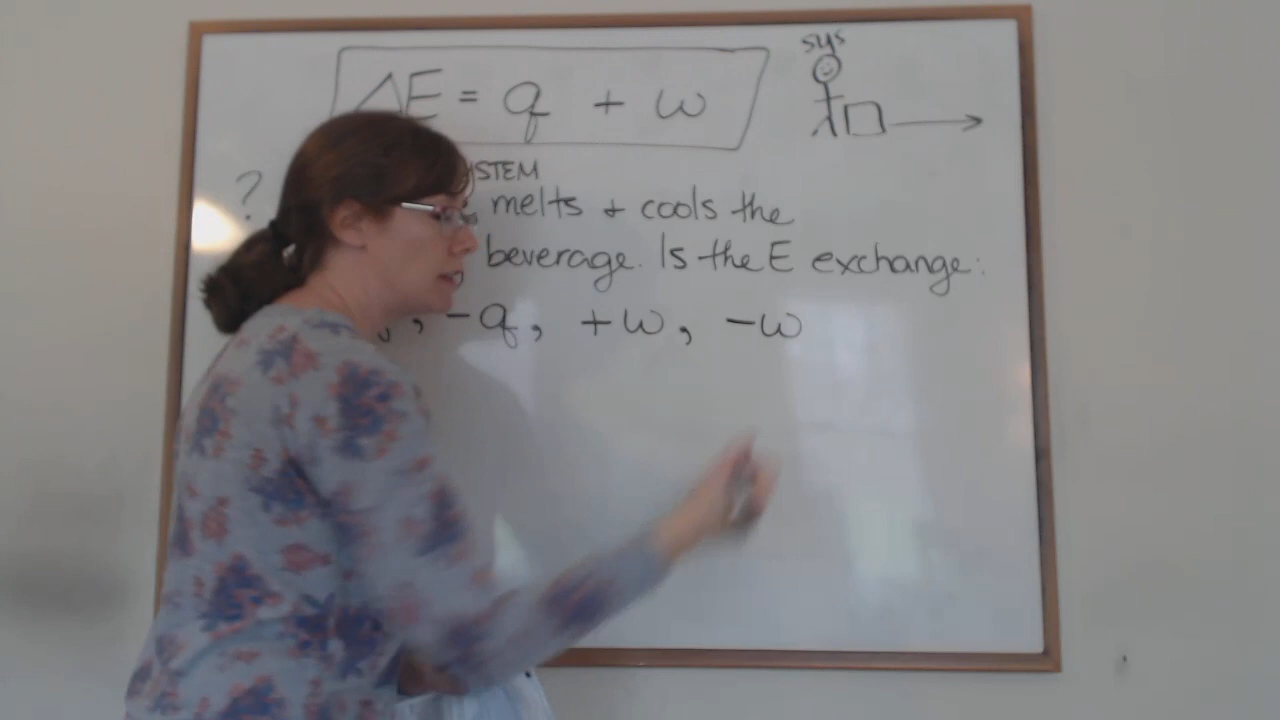 sys
ΔE = q + w
? STEM
melts + cools the
beverage. Is the E exchange:
, -q, +w, -w